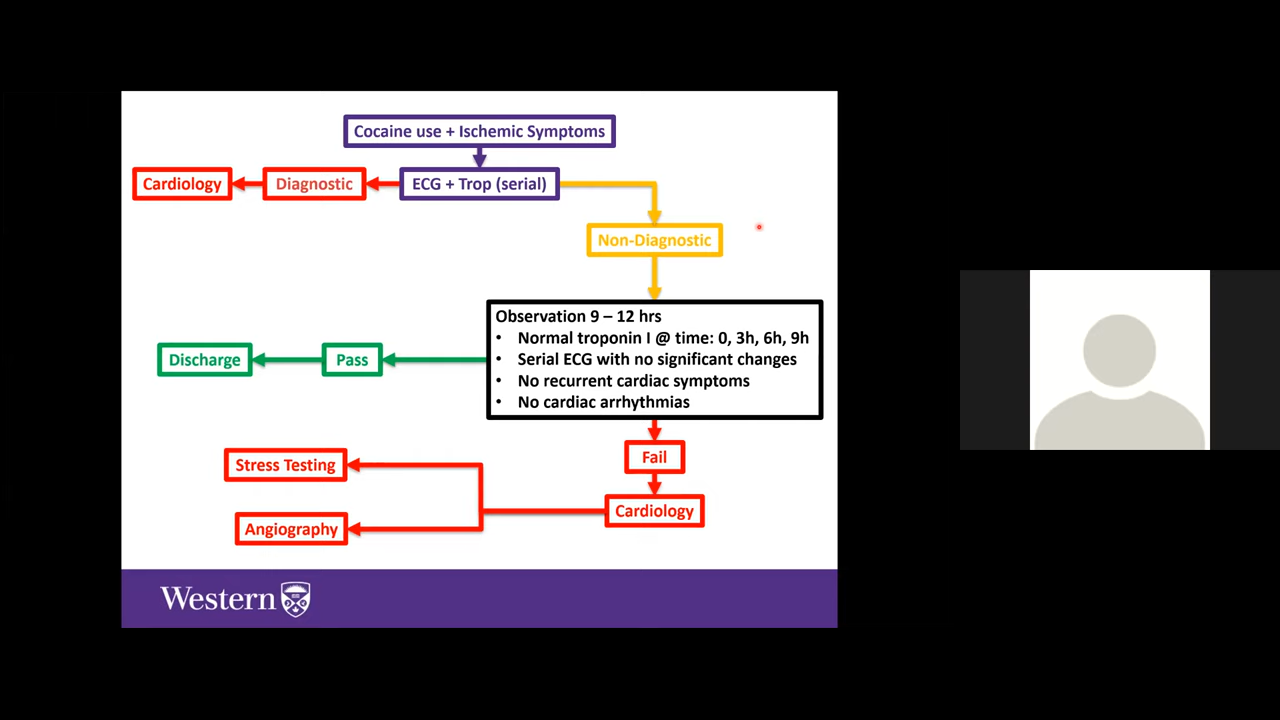 Cocaine use + Ischemic Symptoms
Cardiology
Diagnostic
ECG + Trop (serial)
Non-Diagnostic
Observation 9 – 12 hrs
• Normal troponin I @ time: 0, 3h, 6h, 9h
• Serial ECG with no significant changes
• No recurrent cardiac symptoms
• No cardiac arrhythmias
Discharge
Pass
Fail
Stress Testing
Cardiology
Angiography
Western